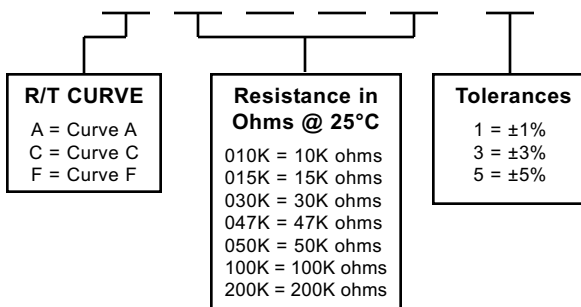 R/T CURVE
A = Curve A
C = Curve C
F = Curve F
Resistance in
Ohms @ 25°C
010K = 10K ohms
015K = 15K ohms
030K = 30K ohms
047K = 47K ohms
050K = 50K ohms
100K = 100K ohms
200K = 200K ohms
Tolerances
1 = ±1%
3 = ±3%
5 = ±5%